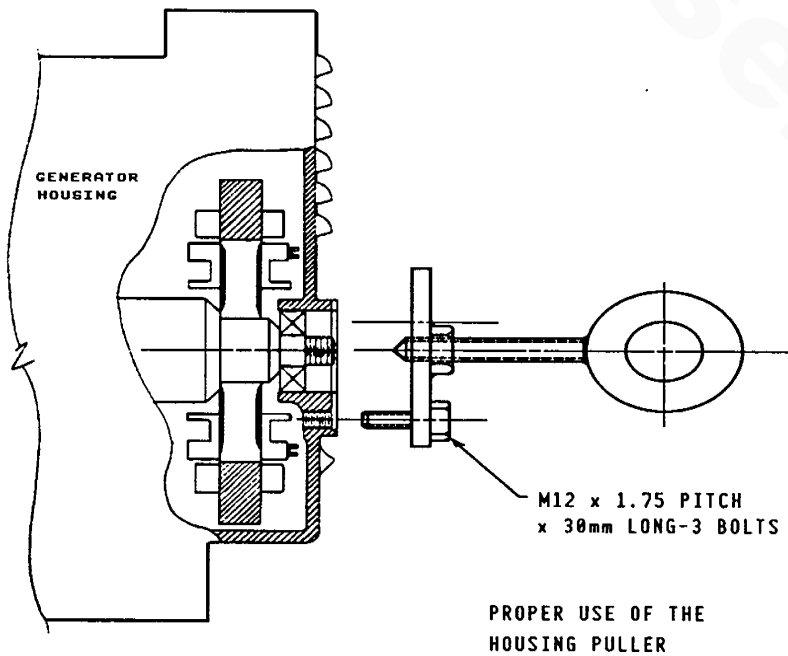 GENERATOR
HOUSING
M12 x 1.75 PITCH
x 30mm LONG-3 BOLTS
PROPER USE OF THE
HOUSING PULLER